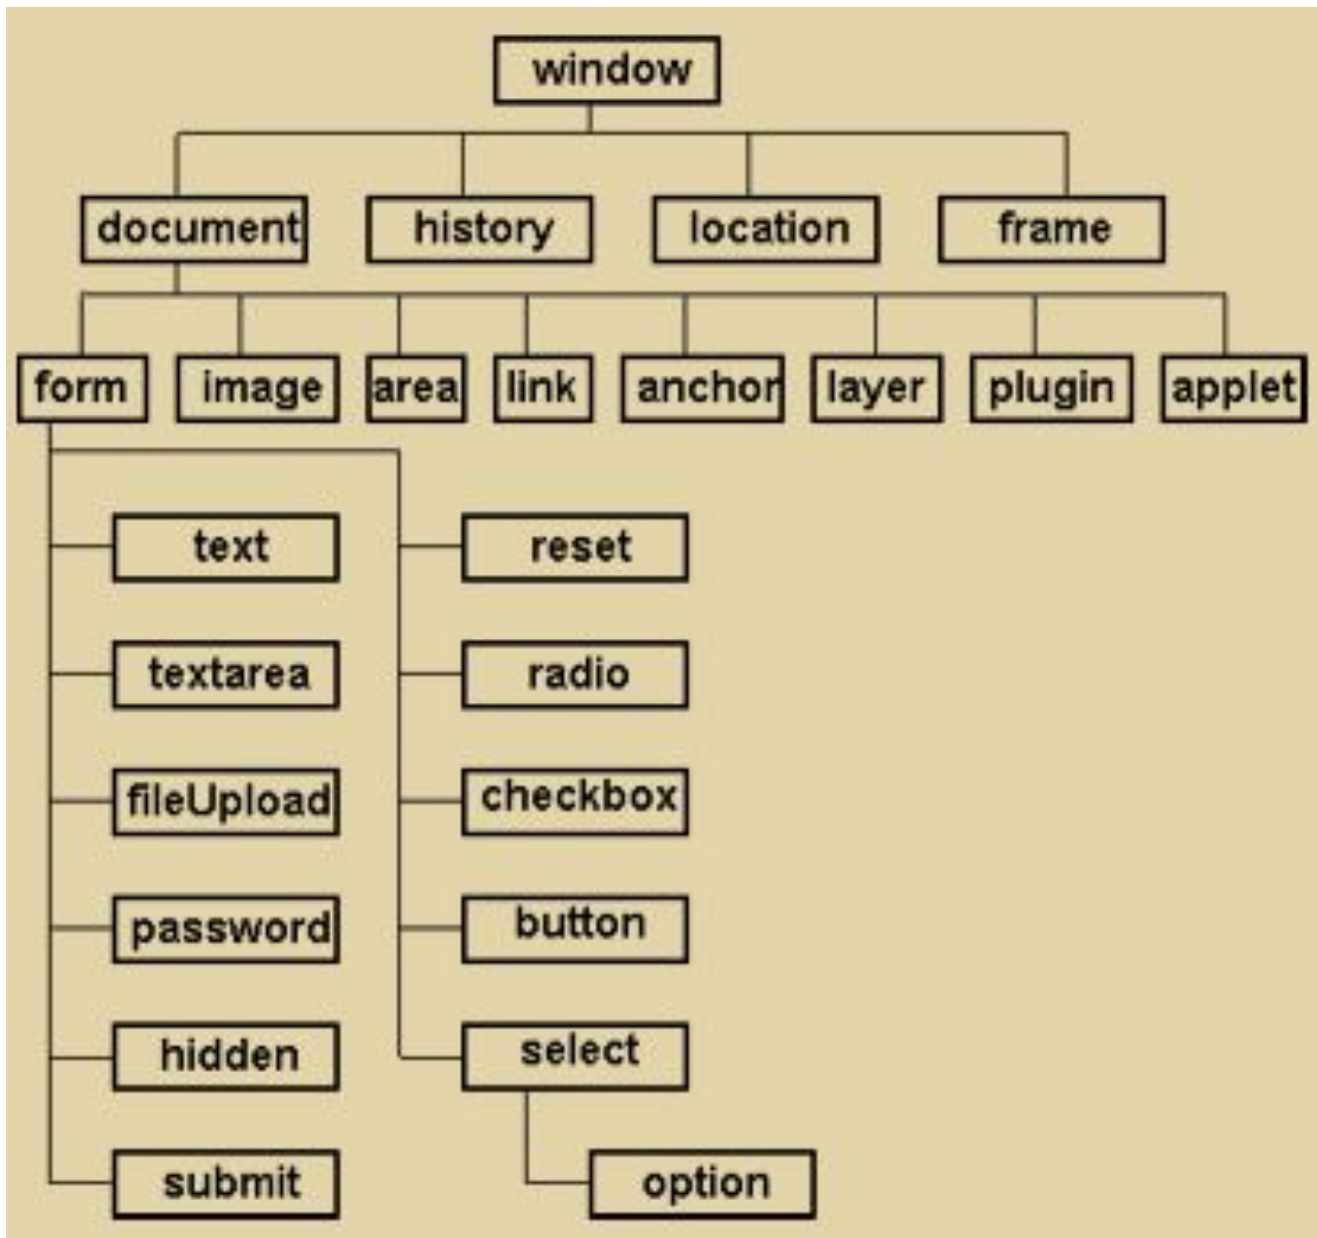 window
document history location frame
form image area link anchor layer plugin applet
text reset
textarea radio
fileUpload checkbox
password button
hidden select
submit option